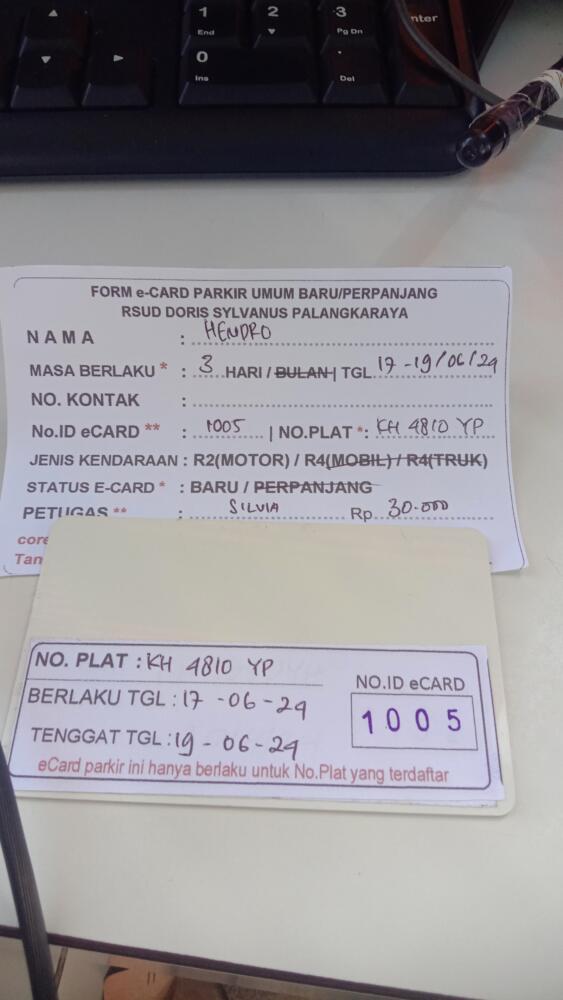 1
End
2
3
Pg Dn
nter
0
Ins
.
Del
FORM e-CARD PARKIR UMUM BARU/PERPANJANG
RSUD DORIS SYLVANUS PALANGKARAYA
NAMA : HENDRO
MASA BERLAKU * : 3 HARI / BULAN | TGL 17 - 19/06/24
NO. KONTAK :
No.ID eCARD ** : 1005 | NO.PLAT *: KH 4810 YP
JENIS KENDARAAN : R2(MOTOR) / R4(MOBIL) / R4(TRUK)
STATUS E-CARD * : BARU / PERPANJANG
PETUGAS ** : SILVIA Rp. 30.000
core
Tan
NO. PLAT : KH 4810 YP
BERLAKU TGL : 17 - 06 - 24
TENGGAT TGL : 19 - 06 - 24
NO.ID eCARD
1005
eCard parkir ini hanya berlaku untuk No.Plat yang terdaftar